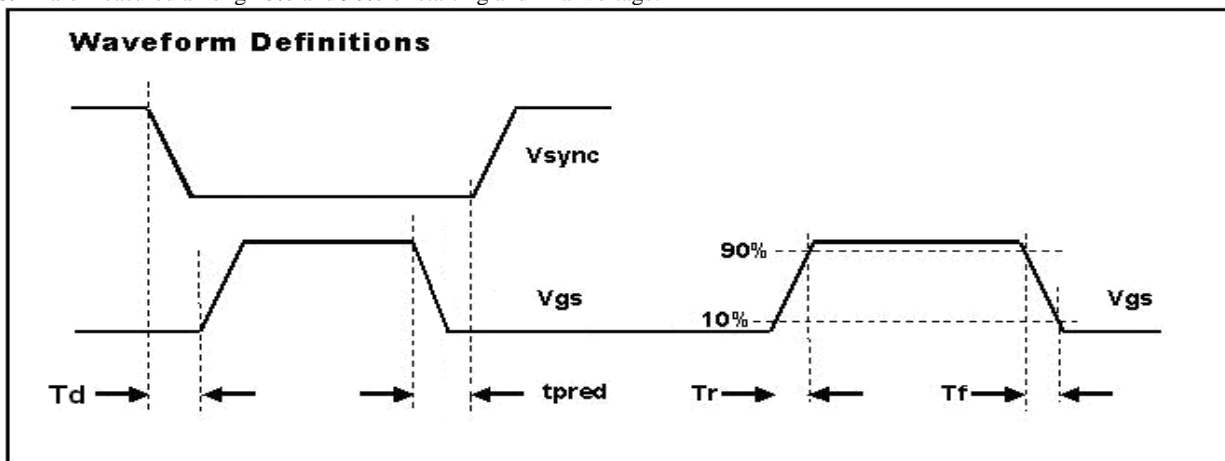 Waveform Definitions
Vsync
90%
Vgs
10%
Vgs
Td
tpred
Tr
Tf